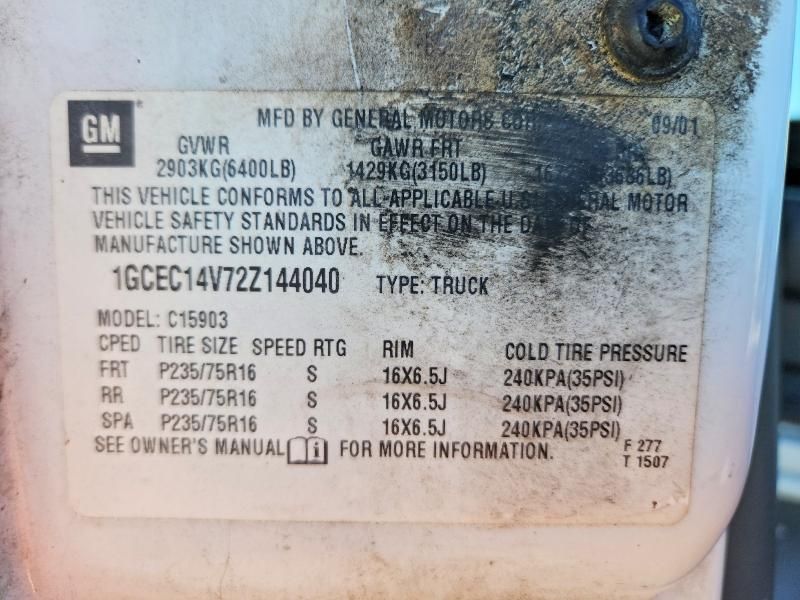 GM
MFD BY GENERAL MOTORS 09/01
GVWR GAWR FRT
2903KG(6400LB) 1429KG(3150LB)
THIS VEHICLE CONFORMS TO ALL APPLICABLE MOTOR
VEHICLE SAFETY STANDARDS IN EFFECT ON THE
MANUFACTURE SHOWN ABOVE.
1GCEC14V72Z144040 TYPE: TRUCK
MODEL: C15903
CPED TIRE SIZE SPEED RTG RIM COLD TIRE PRESSURE
FRT P235/75R16 S 16X6.5J 240KPA(35PSI)
RR P235/75R16 S 16X6.5J 240KPA(35PSI)
SPA P235/75R16 S 16X6.5J 240KPA(35PSI)
SEE OWNER'S MANUAL i FOR MORE INFORMATION.
F 277
T 1507